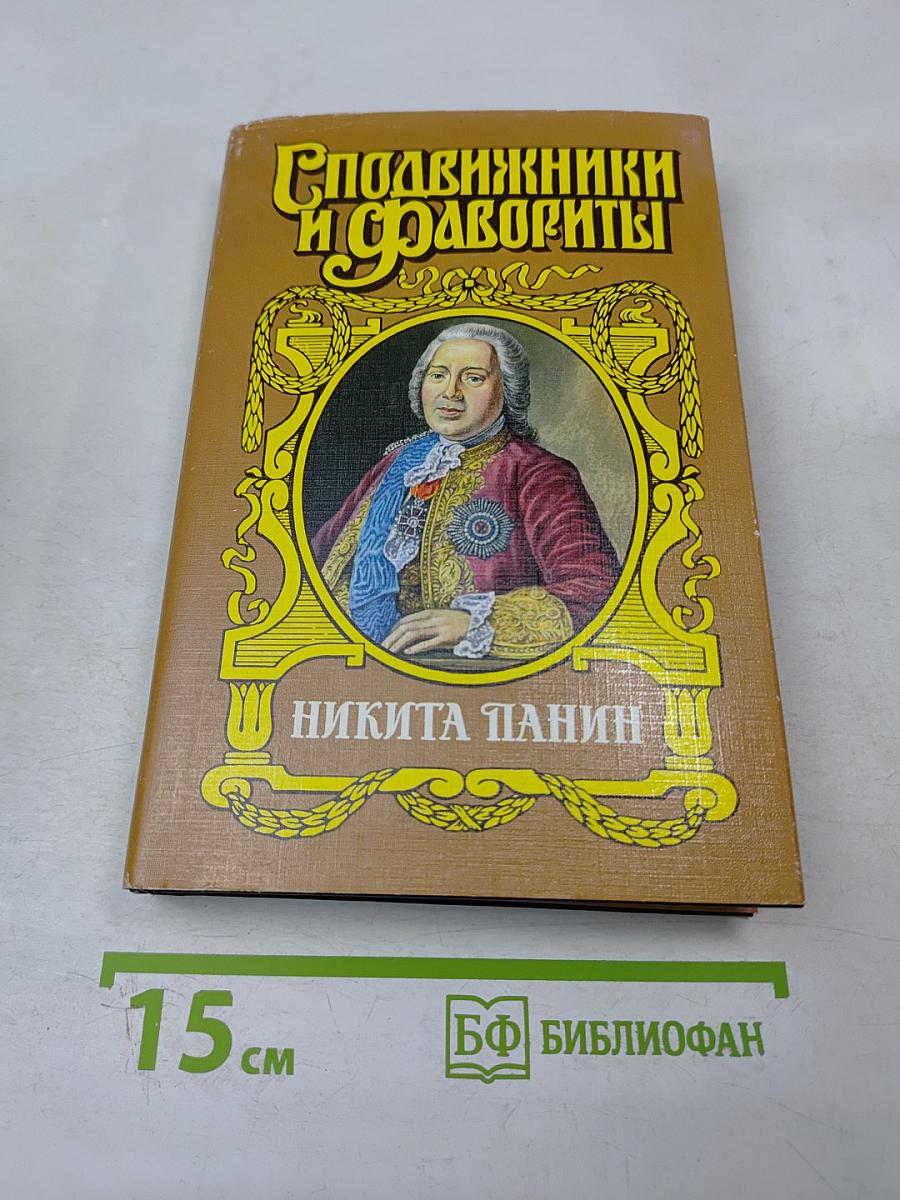 Сподвижники
и Фавориты
НИКИТА ПАНИН
15 см
БФ БИБЛИОФАН